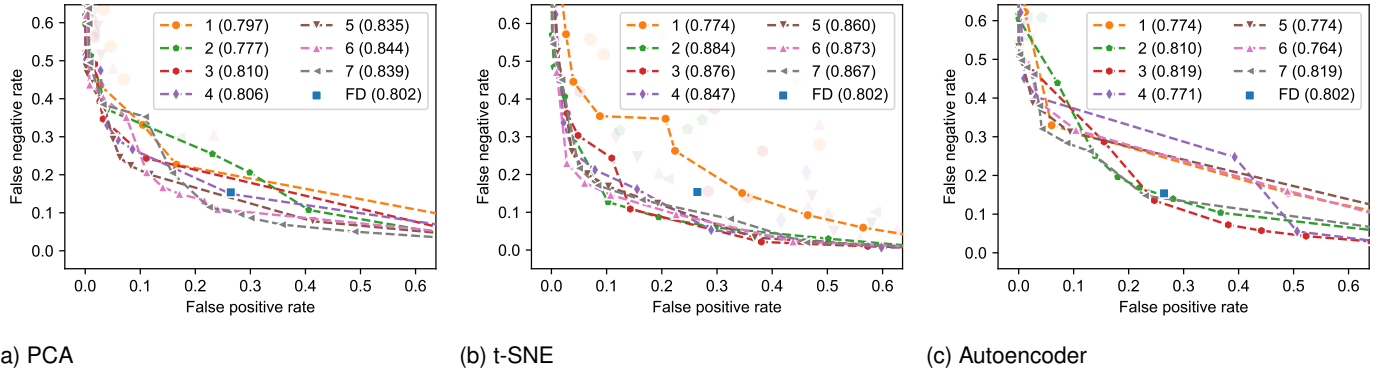 False negative rate
0.6
0.5
0.4
0.3
0.2
0.1
0.0
1 (0.797)
2 (0.777)
3 (0.810)
4 (0.806)
5 (0.835)
6 (0.844)
7 (0.839)
FD (0.802)
0.0 0.1 0.2 0.3 0.4 0.5 0.6
False positive rate
a) PCA
False negative rate
0.6
0.5
0.4
0.3
0.2
0.1
0.0
1 (0.774)
2 (0.884)
3 (0.876)
4 (0.847)
5 (0.860)
6 (0.873)
7 (0.867)
FD (0.802)
0.0 0.1 0.2 0.3 0.4 0.5 0.6
False positive rate
(b) t-SNE
False negative rate
0.6
0.5
0.4
0.3
0.2
0.1
0.0
1 (0.774)
2 (0.810)
3 (0.819)
4 (0.771)
5 (0.774)
6 (0.764)
7 (0.819)
FD (0.802)
0.0 0.1 0.2 0.3 0.4 0.5 0.6
False positive rate
(c) Autoencoder